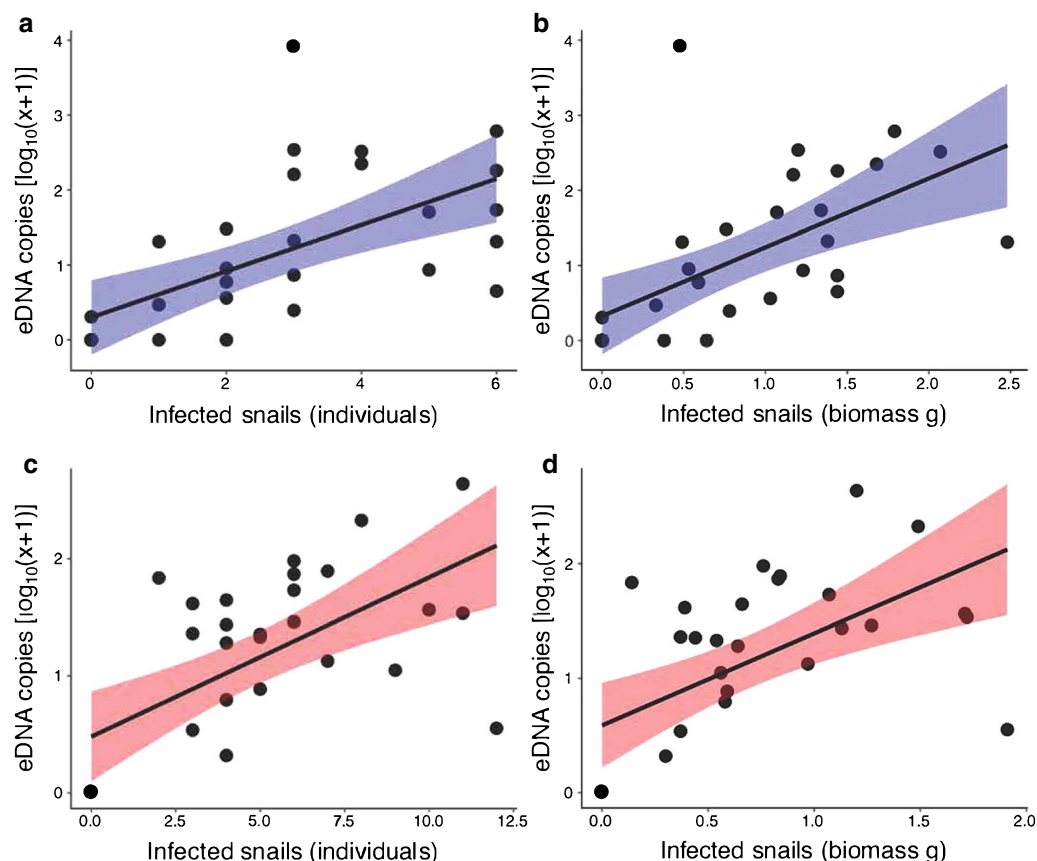 a
eDNA copies [log10(x+1)]
4
3
2
1
0
0 2 4 6
Infected snails (individuals)
b
eDNA copies [log10(x+1)]
4
3
2
1
0
0.0 0.5 1.0 1.5 2.0 2.5
Infected snails (biomass g)
c
eDNA copies [log10(x+1)]
2
1
0
0.0 2.5 5.0 7.5 10.0 12.5
Infected snails (individuals)
d
eDNA copies [log10(x+1)]
2
1
0
0.0 0.5 1.0 1.5 2.0
Infected snails (biomass g)